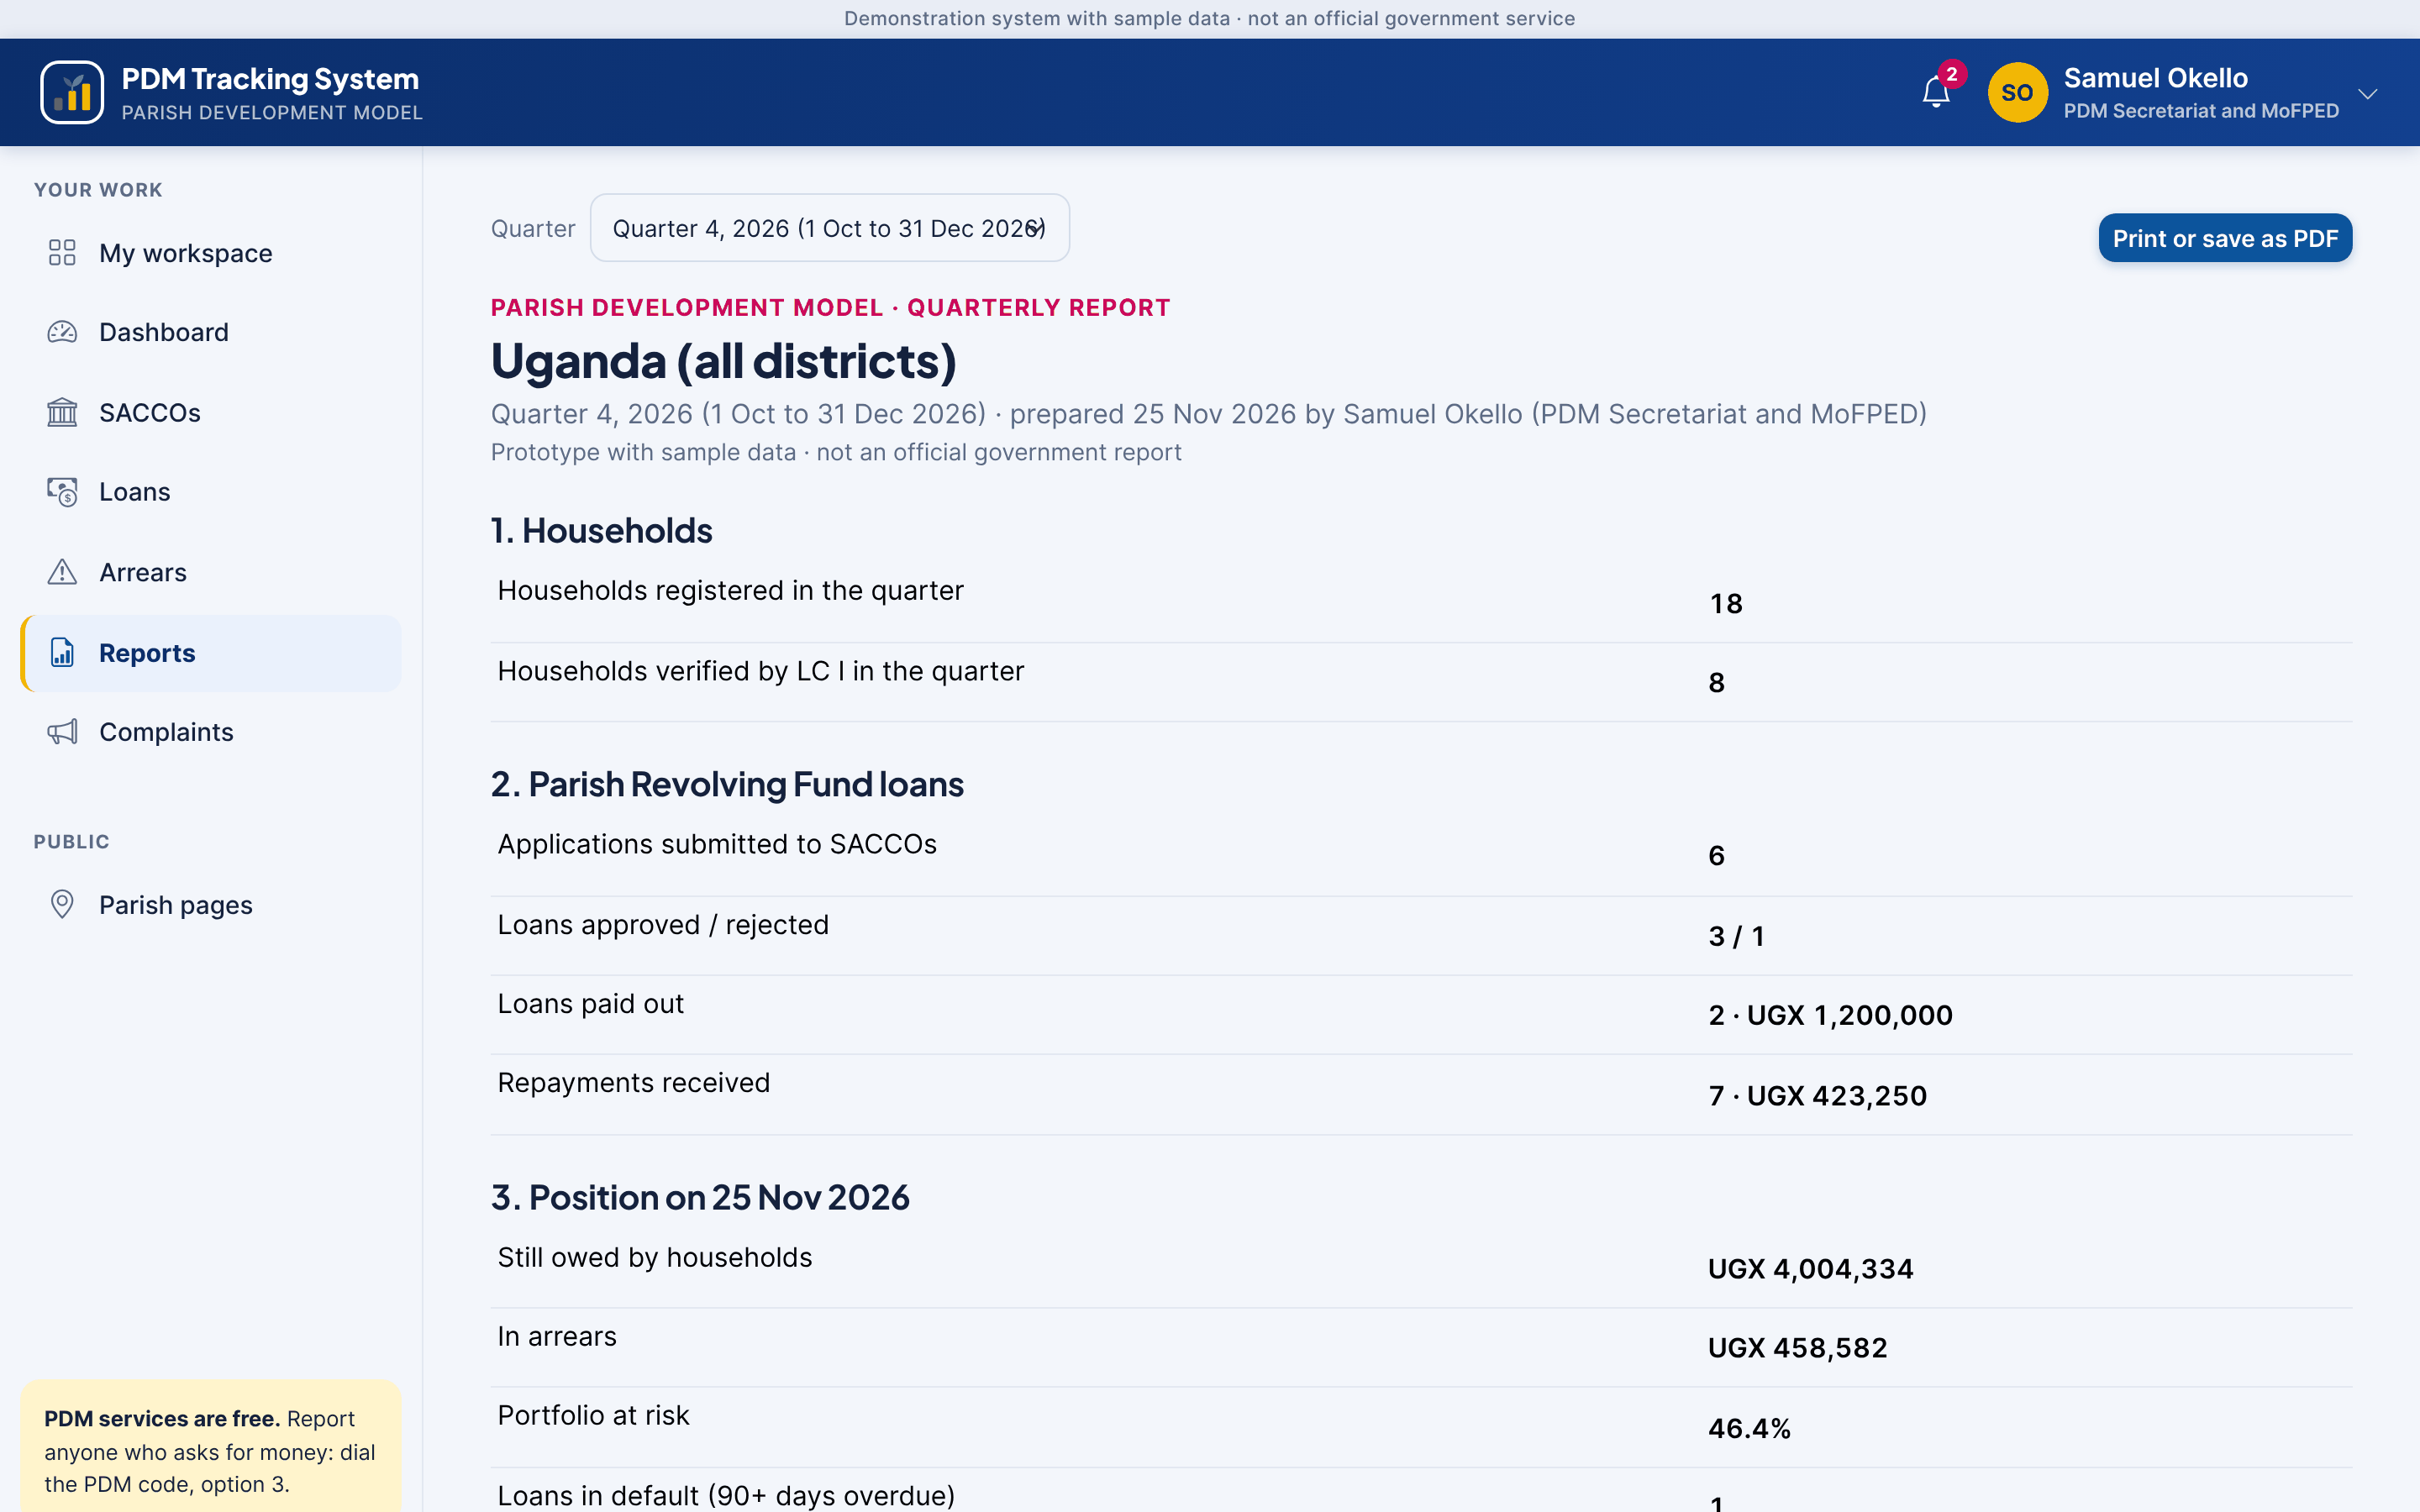 Demonstration system with sample data · not an official government service
PDM Tracking System
PARISH DEVELOPMENT MODEL
2
SO
Samuel Okello
PDM Secretariat and MoFPED
YOUR WORK
My workspace
Dashboard
SACCOs
Loans
Arrears
Reports
Complaints
PUBLIC
Parish pages
PDM services are free. Report
anyone who asks for money: dial
the PDM code, option 3.
Quarter
Quarter 4, 2026 (1 Oct to 31 Dec 2026)
Print or save as PDF
PARISH DEVELOPMENT MODEL · QUARTERLY REPORT
Uganda (all districts)
Quarter 4, 2026 (1 Oct to 31 Dec 2026) · prepared 25 Nov 2026 by Samuel Okello (PDM Secretariat and MoFPED)
Prototype with sample data · not an official government report
1. Households
Households registered in the quarter 18
Households verified by LC I in the quarter 8
2. Parish Revolving Fund loans
Applications submitted to SACCOs 6
Loans approved / rejected 3 / 1
Loans paid out 2 · UGX 1,200,000
Repayments received 7 · UGX 423,250
3. Position on 25 Nov 2026
Still owed by households UGX 4,004,334
In arrears UGX 458,582
Portfolio at risk 46.4%
Loans in default (90+ days overdue) 1